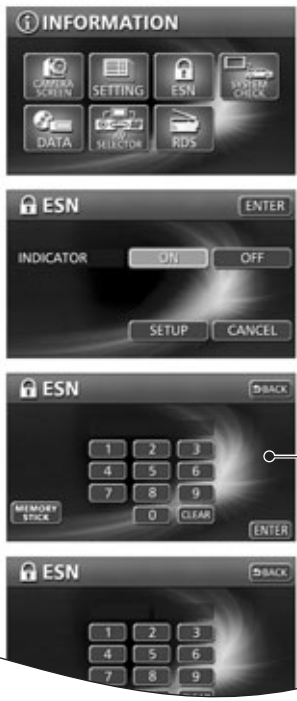 INFORMATION
CAMERA SCREEN SETTING ESN SYSTEM CHECK
DATA AV SELECTOR RDS
ESN ENTER
INDICATOR ON OFF
SETUP CANCEL
ESN BACK
1 2 3
4 5 6
7 8 9
MEMORY STICK 0 CLEAR
ENTER
ESN BACK
1 2 3
4 5 6
7 8 9